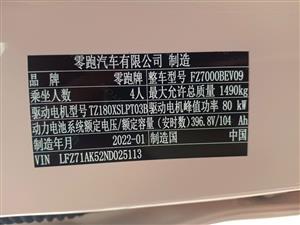 零跑汽车有限公司 制造
品牌 零跑牌 整车型号 FZ7000BEV09
乘坐人数 4人 最大允许总质量 1490kg
驱动电机型号 TZ180XSLPT03B 驱动电机峰值功率 80 kW
动力电池系统额定电压/额定容量(安时数) 396.8V/104 Ah
制造年月 2022-01 制造国 中国
VIN LFZ71AK52ND025113